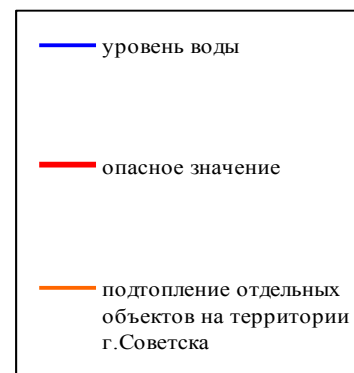 уровень воды
опасное значение
подтопление отдельных
объектов на территории
г.Советска